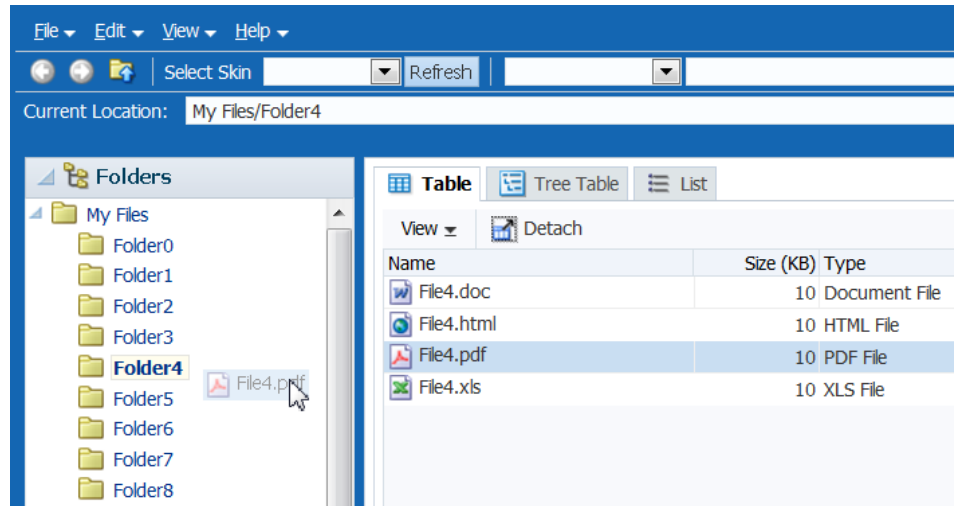 File Edit View Help
Select Skin Refresh
Current Location: My Files/Folder4
Folders
My Files
Folder0
Folder1
Folder2
Folder3
Folder4
Folder5
Folder6
Folder7
Folder8
File4.pdf
Table Tree Table List
View Detach
Name Size (KB) Type
File4.doc 10 Document File
File4.html 10 HTML File
File4.pdf 10 PDF File
File4.xls 10 XLS File